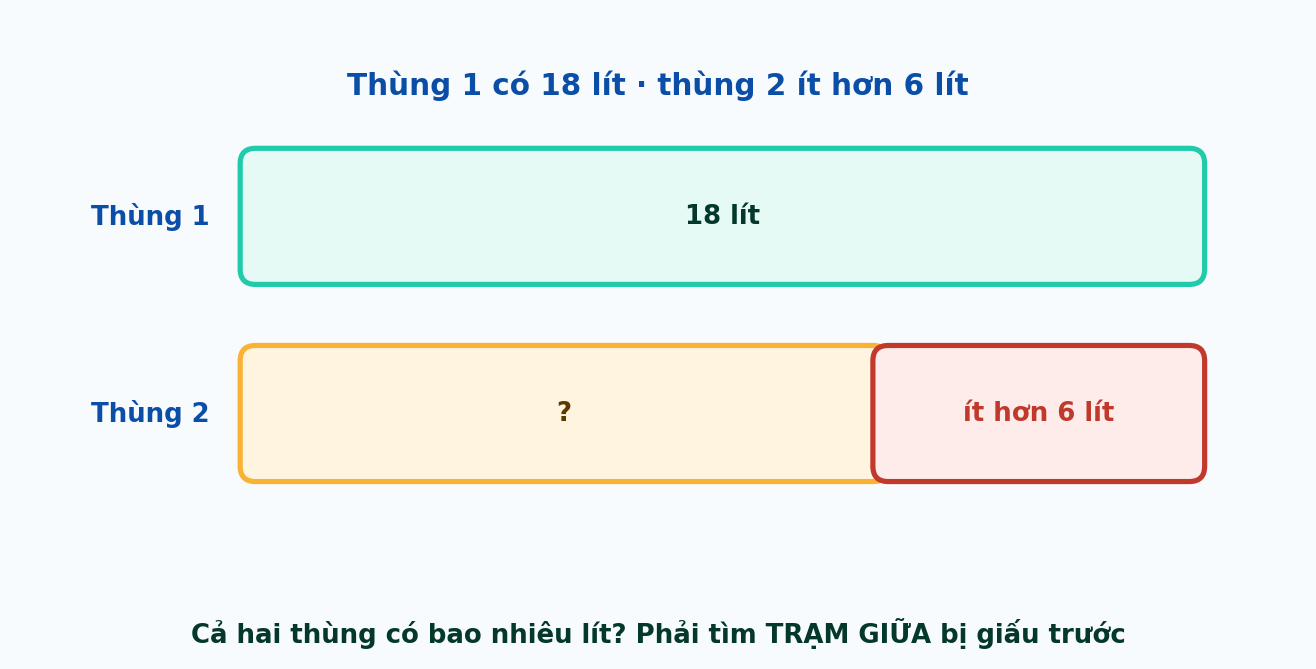 Thùng 1 có 18 lít · thùng 2 ít hơn 6 lít
Thùng 1
18 lít
Thùng 2
?
ít hơn 6 lít
Cả hai thùng có bao nhiêu lít? Phải tìm TRẠM GIỮA bị giấu trước